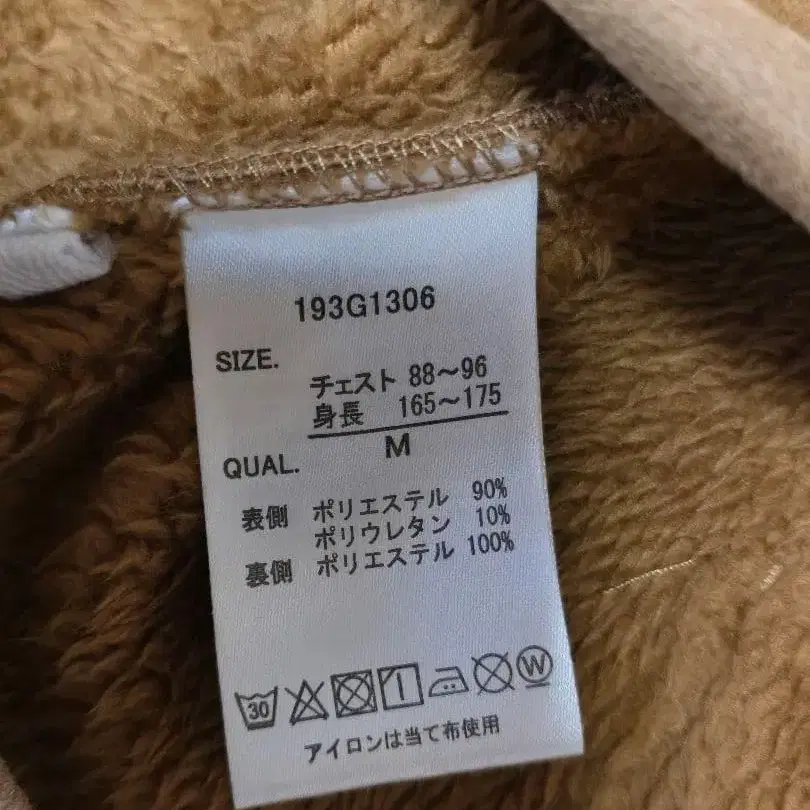 193G1306
SIZE.
チェスト 88～96
身長 165～175
M
QUAL.
表側 ポリエステル 90%
ポリウレタン 10%
裏側 ポリエステル 100%
30 W
アイロンは当て布使用